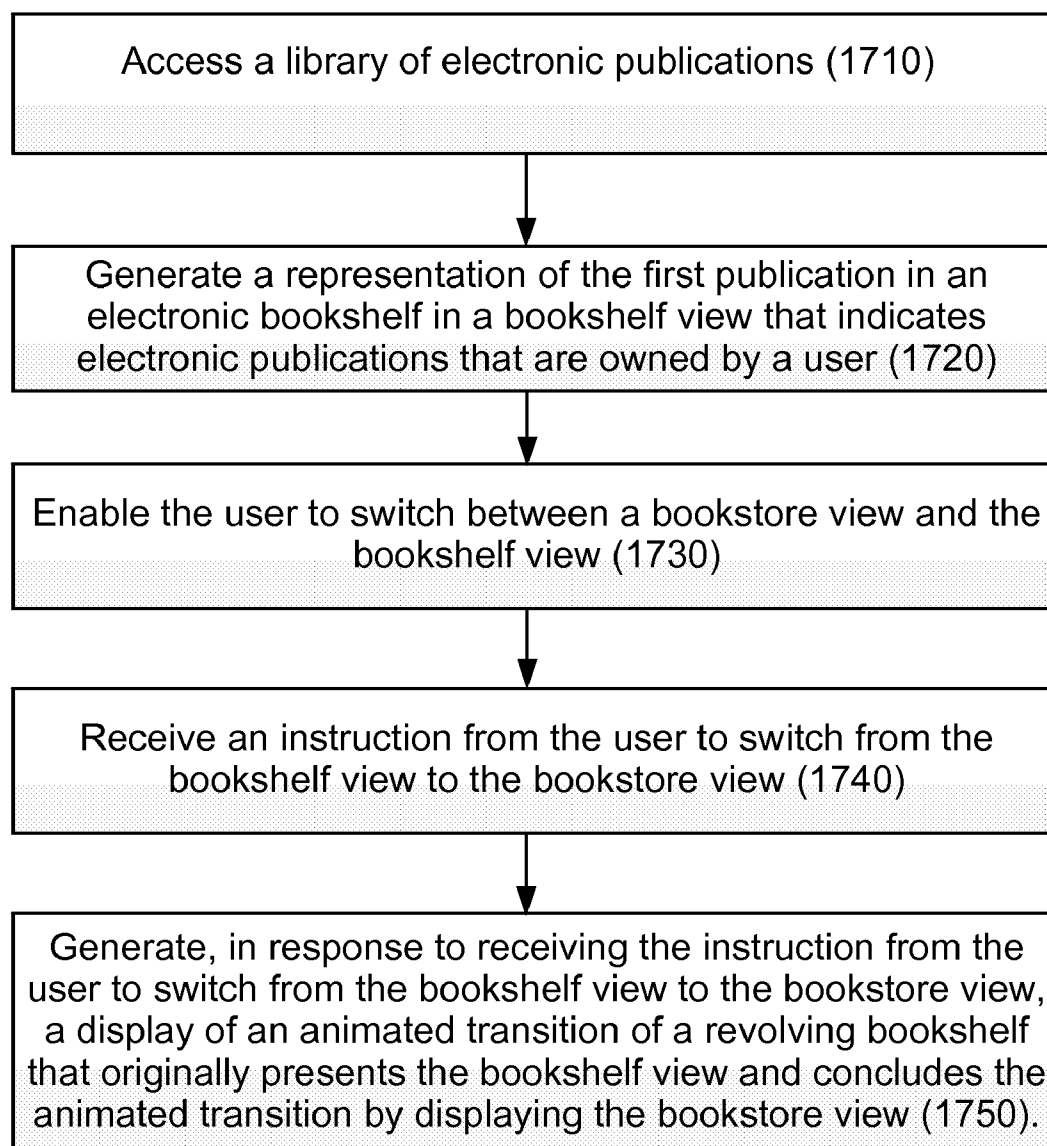 Access a library of electronic publications (1710)
Generate a representation of the first publication in an
electronic bookshelf in a bookshelf view that indicates
electronic publications that are owned by a user (1720)
Enable the user to switch between a bookstore view and the
bookshelf view (1730)
Receive an instruction from the user to switch from the
bookshelf view to the bookstore view (1740)
Generate, in response to receiving the instruction from the
user to switch from the bookshelf view to the bookstore view,
a display of an animated transition of a revolving bookshelf
that originally presents the bookshelf view and concludes the
animated transition by displaying the bookstore view (1750).